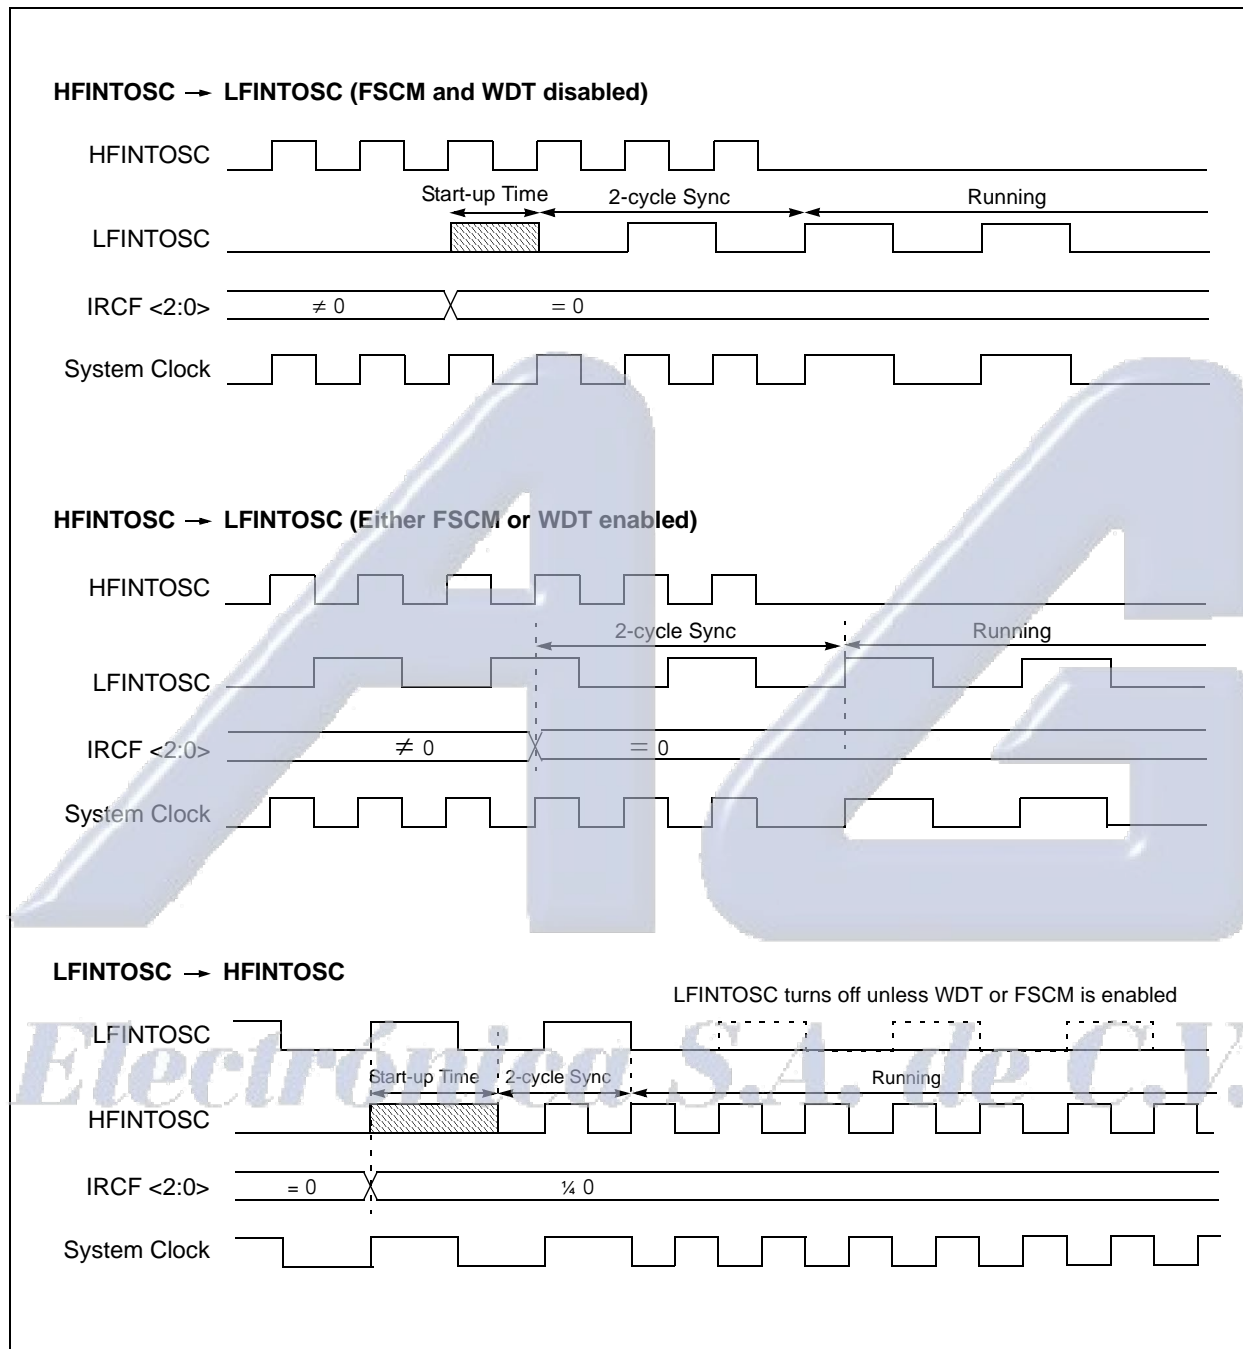 HFINTOSC → LFINTOSC (FSCM and WDT disabled)
HFINTOSC
Start-up Time 2-cycle Sync Running
LFINTOSC
IRCF <2:0> ≠ 0 = 0
System Clock
HFINTOSC → LFINTOSC (Either FSCM or WDT enabled)
HFINTOSC
2-cycle Sync Running
LFINTOSC
IRCF <2:0> ≠ 0 = 0
System Clock
LFINTOSC → HFINTOSC
LFINTOSC turns off unless WDT or FSCM is enabled
LFINTOSC
Start-up Time 2-cycle Sync Running
HFINTOSC
IRCF <2:0> = 0 ¼ 0
System Clock
AG
Electrónica S.A. de C.V.